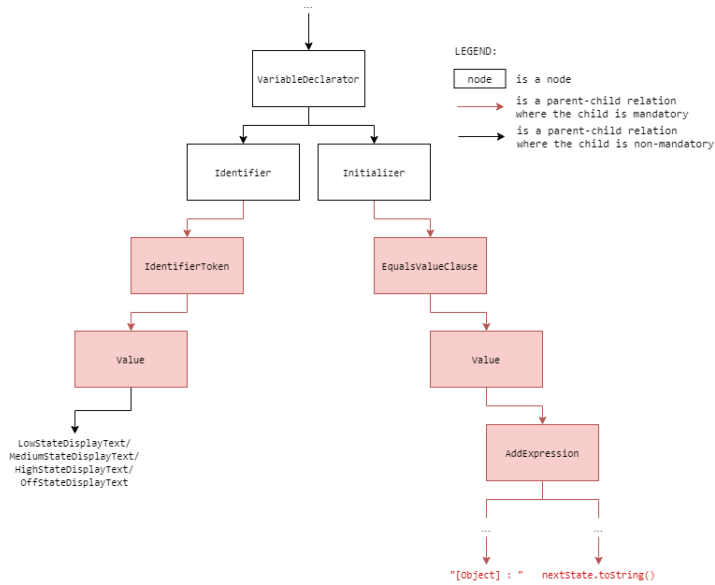 ...
VariableDeclarator
LEGEND:
node is a node
is a parent-child relation
where the child is mandatory
is a parent-child relation
where the child is non-mandatory
Identifier
Initializer
IdentifierToken
EqualsValueClause
Value
Value
LowStateDisplayText/
MediumStateDisplayText/
HighStateDisplayText/
OffStateDisplayText
AddExpression
...
...
"[Object] : "
nextState.toString()